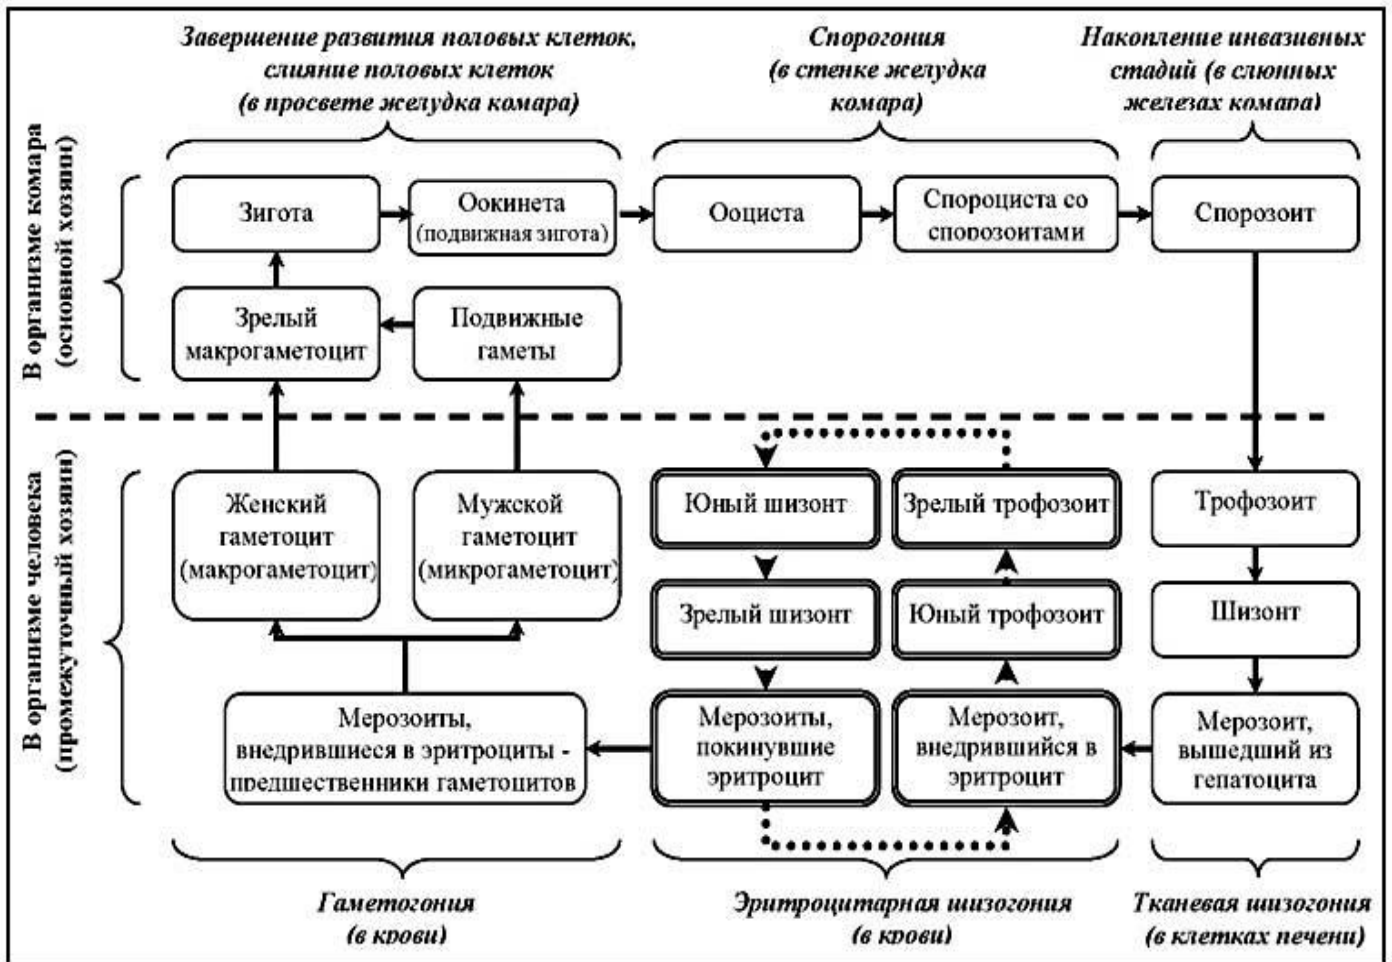 Завершение развития половых клеток,
слияние половых клеток
(в просвете желудка комара)
Спорогония
(в стенке желудка
комара)
Накопление инвазивных
стадий (в слюнных
железах комара)
В организме комара
(основной хозяин)
Зигота
Оокинета
(подвижная зигота)
Ооциста
Спороциста со
спорозоитами
Спорозоит
Зрелый
макрогаметоцит
Подвижные
гаметы
В организме человека
(промежуточный хозяин)
Женский
гаметоцит
(макрогаметоцит)
Мужской
гаметоцит
(микрогаметоцит)
Юный шизонт
Зрелый трофозоит
Трофозоит
Зрелый шизонт
Юный трофозоит
Шизонт
Мерозоиты,
внедрившиеся в эритроциты -
предшественники гаметоцитов
Мерозоиты,
покинувшие
эритроцит
Мерозоит,
внедрившийся в
эритроцит
Мерозоит,
вышедший из
гепатоцита
Гаметогония
(в крови)
Эритроцитарная шизогония
(в крови)
Тканевая шизогония
(в клетках печени)